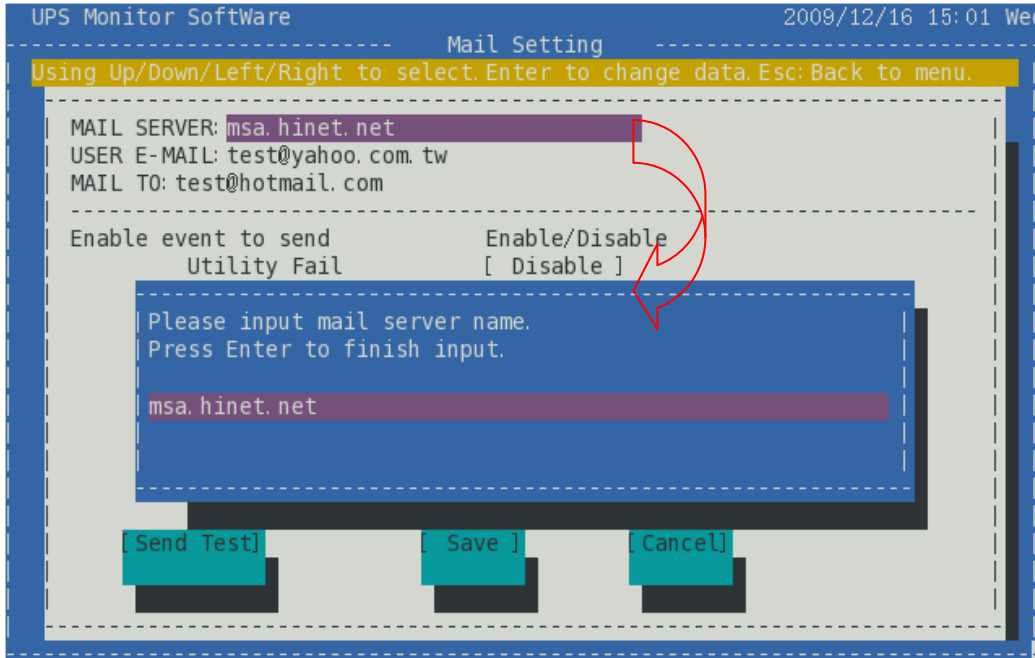 UPS Monitor SoftWare 2009/12/16 15:01 Wed
Mail Setting
Using Up/Down/Left/Right to select.Enter to change data.Esc:Back to menu.
MAIL SERVER:msa.hinet.net
USER E-MAIL:test@yahoo.com.tw
MAIL TO:test@hotmail.com
Enable event to send Enable/Disable
Utility Fail [ Disable ]
Please input mail server name.
Press Enter to finish input.
msa.hinet.net
[Send Test] [ Save ] [Cancel]